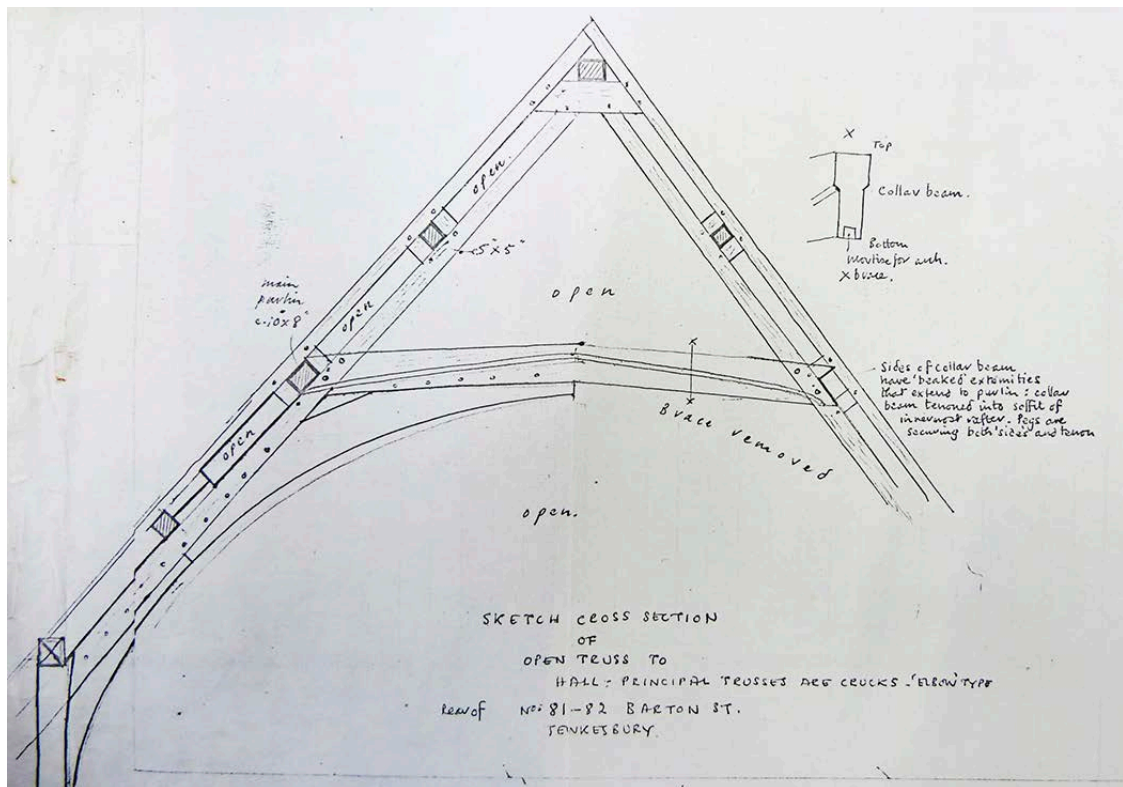 open.
5" x 5"
open
main
purlin
c.10" x 8"
open
open
Brace removed
open.
X
Top
Collar beam.
Bottom
Mortise for arch.
X brace.
Sides of collar beam
have 'beaked' extremities
that extend to purlin : collar
beam tenoned into soffit of
innermost rafter. Pegs are
securing both 'sides' and tenon
SKETCH CROSS SECTION
OF
OPEN TRUSS TO
HALL - PRINCIPAL TRUSSES ARE CRUCKS - 'ELBOW' TYPE
Rear of Nos 81-82 BARTON ST.
TEWKESBURY.